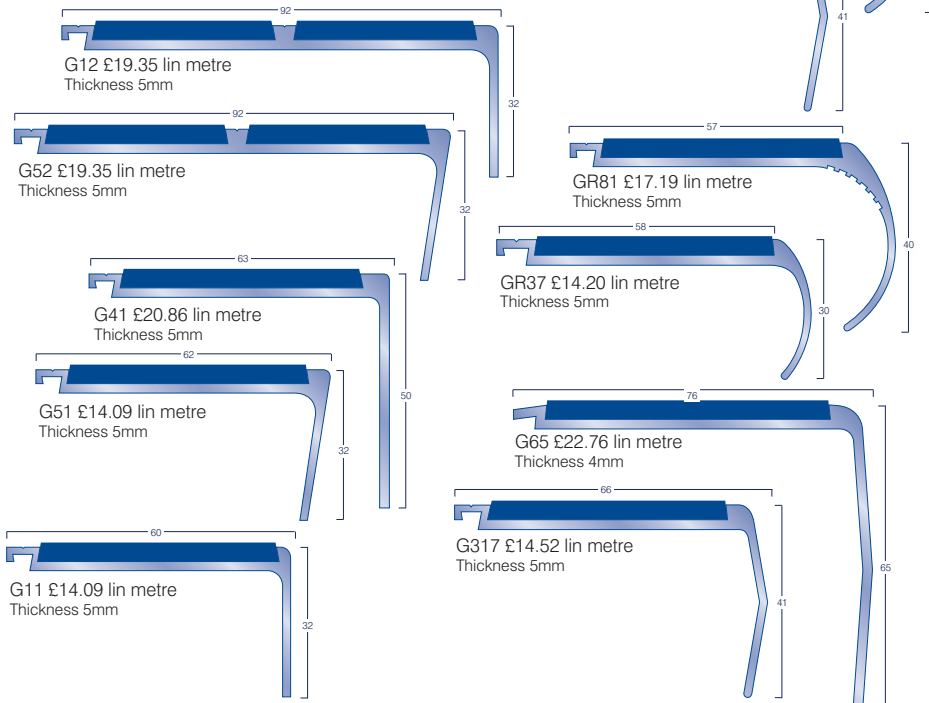 92
G12 £19.35 lin metre
Thickness 5mm
32
92
G52 £19.35 lin metre
Thickness 5mm
32
63
G41 £20.86 lin metre
Thickness 5mm
50
62
G51 £14.09 lin metre
Thickness 5mm
32
60
G11 £14.09 lin metre
Thickness 5mm
32
41
57
GR81 £17.19 lin metre
Thickness 5mm
40
58
GR37 £14.20 lin metre
Thickness 5mm
30
76
G65 £22.76 lin metre
Thickness 4mm
65
66
G317 £14.52 lin metre
Thickness 5mm
41